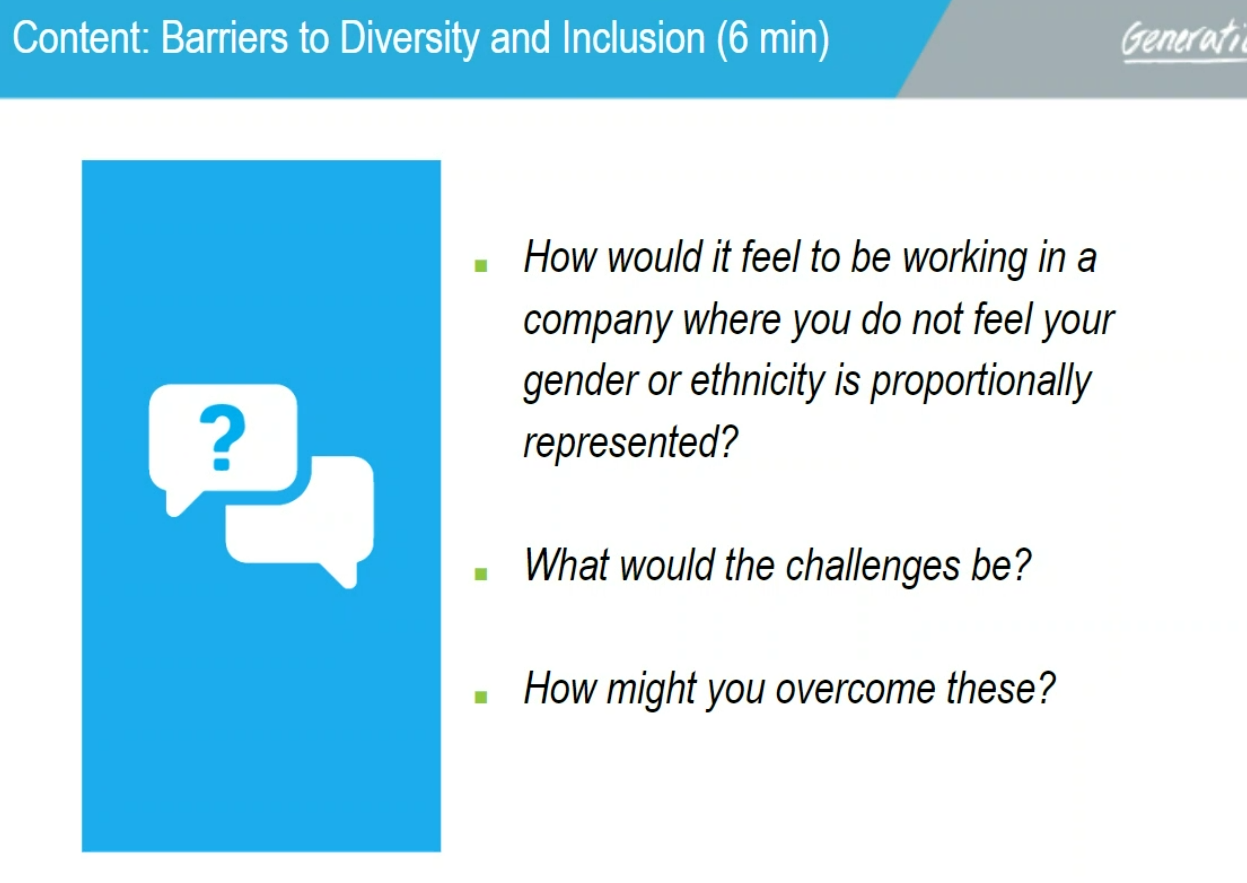 Content: Barriers to Diversity and Inclusion (6 min)
?
How would it feel to be working in a
company where you do not feel your
gender or ethnicity is proportionally
represented?
What would the challenges be?
How might you overcome these?